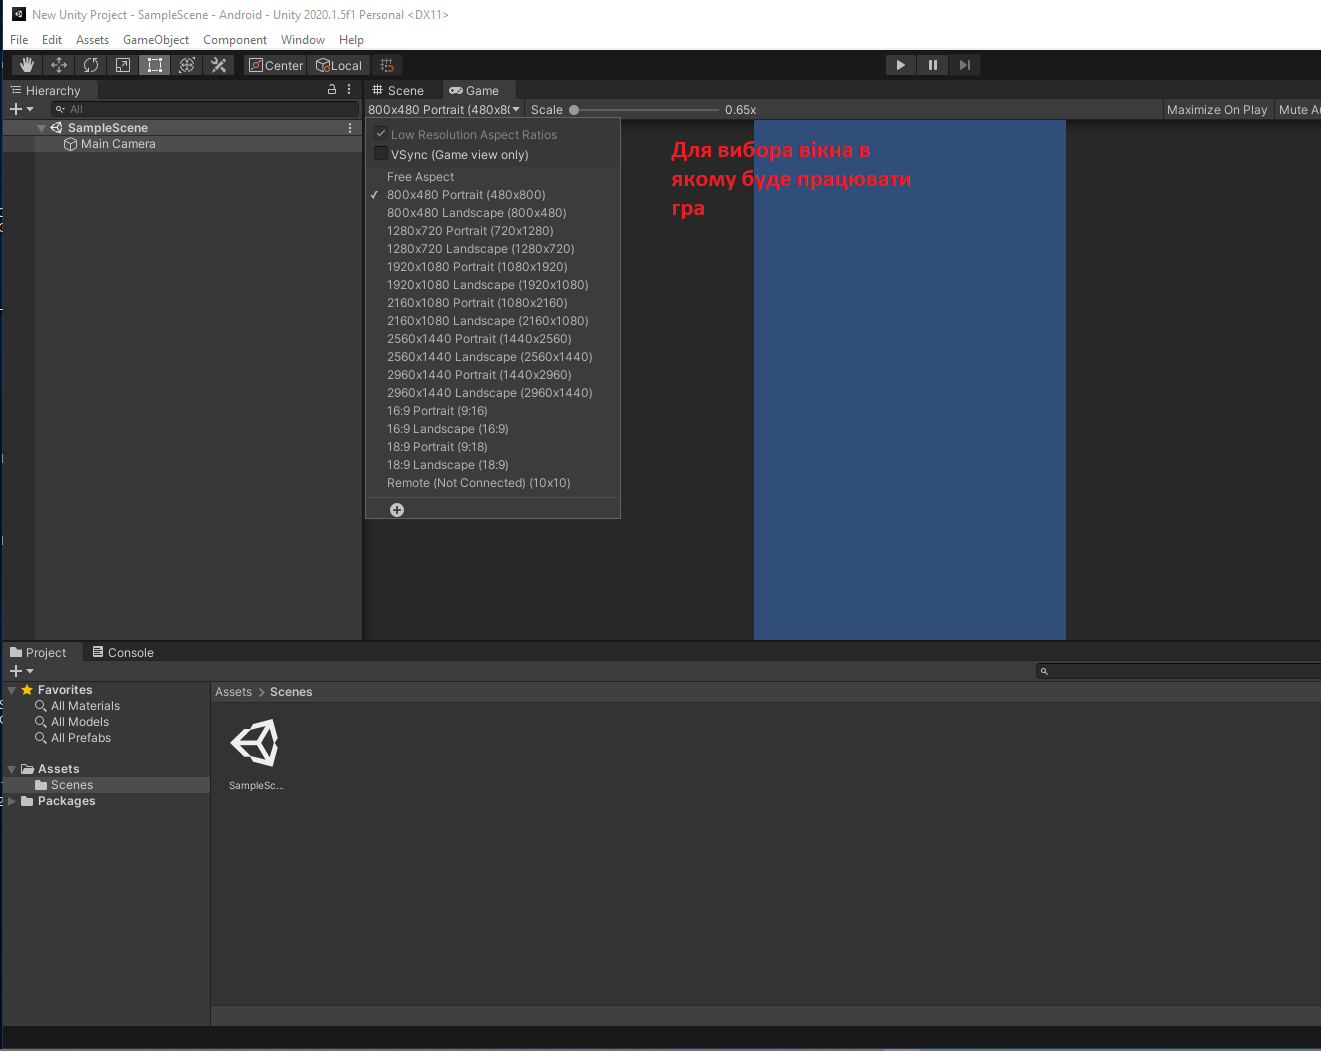 New Unity Project - SampleScene - Android - Unity 2020.1.5f1 Personal <DX11>
File Edit Assets GameObject Component Window Help
Center Local
Hierarchy
All
SampleScene
Main Camera
Scene Game
800x480 Portrait (480x80 Scale 0.65x Maximize On Play Mute A
Low Resolution Aspect Ratios
VSync (Game view only)
Free Aspect
800x480 Portrait (480x800)
800x480 Landscape (800x480)
1280x720 Portrait (720x1280)
1280x720 Landscape (1280x720)
1920x1080 Portrait (1080x1920)
1920x1080 Landscape (1920x1080)
2160x1080 Portrait (1080x2160)
2160x1080 Landscape (2160x1080)
2560x1440 Portrait (1440x2560)
2560x1440 Landscape (2560x1440)
2960x1440 Portrait (1440x2960)
2960x1440 Landscape (2960x1440)
16:9 Portrait (9:16)
16:9 Landscape (16:9)
18:9 Portrait (9:18)
18:9 Landscape (18:9)
Remote (Not Connected) (10x10)
Для вибора вікна в
якому буде працювати
гра
Project Console
Favorites
All Materials
All Models
All Prefabs
Assets
Scenes
Packages
Assets > Scenes
SampleSc...